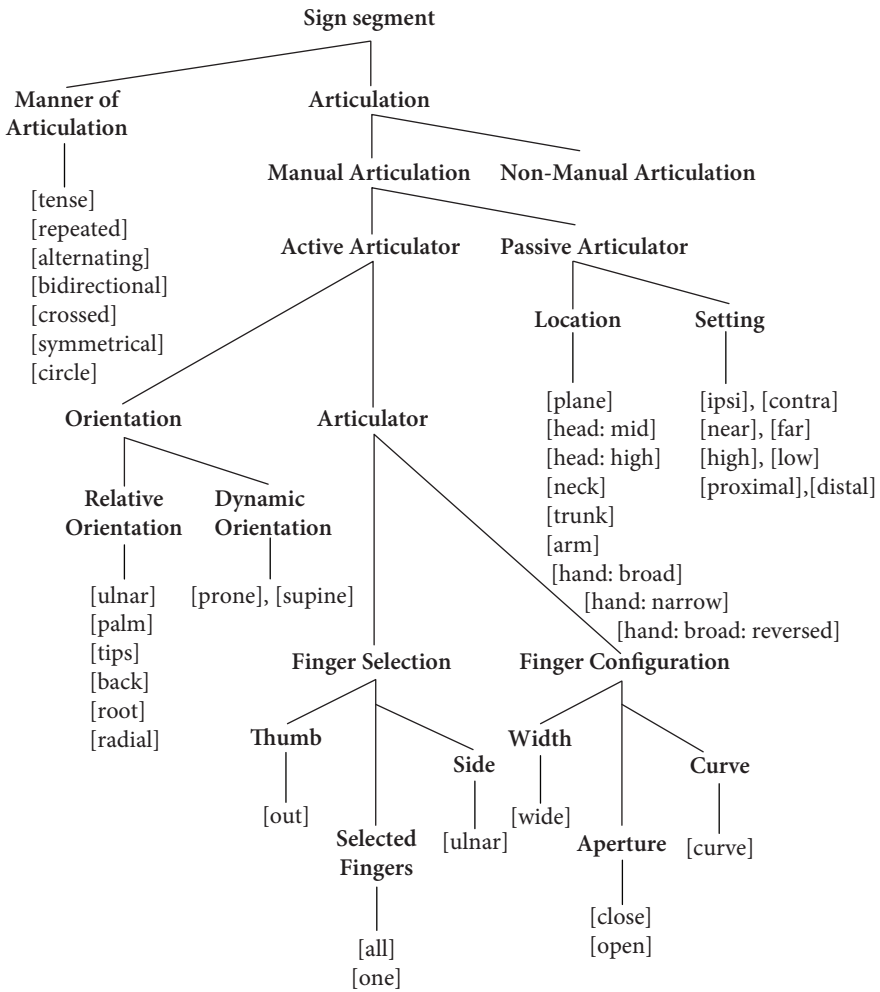 Sign segment
Manner of
Articulation
Articulation
Manual Articulation
Non-Manual Articulation
[tense]
[repeated]
[alternating]
[bidirectional]
[crossed]
[symmetrical]
[circle]
Active Articulator
Passive Articulator
Location
Setting
[plane]
[head: mid]
[head: high]
[neck]
[trunk]
[arm]
[hand: broad]
[hand: narrow]
[hand: broad: reversed]
[ipsi], [contra]
[near], [far]
[high], [low]
[proximal],[distal]
Orientation
Articulator
Relative
Orientation
Dynamic
Orientation
[ulnar]
[palm]
[tips]
[back]
[root]
[radial]
[prone], [supine]
Finger Selection
Finger Configuration
Thumb
Side
Width
Curve
[out]
Selected
Fingers
[ulnar]
[wide]
Aperture
[curve]
[all]
[one]
[close]
[open]